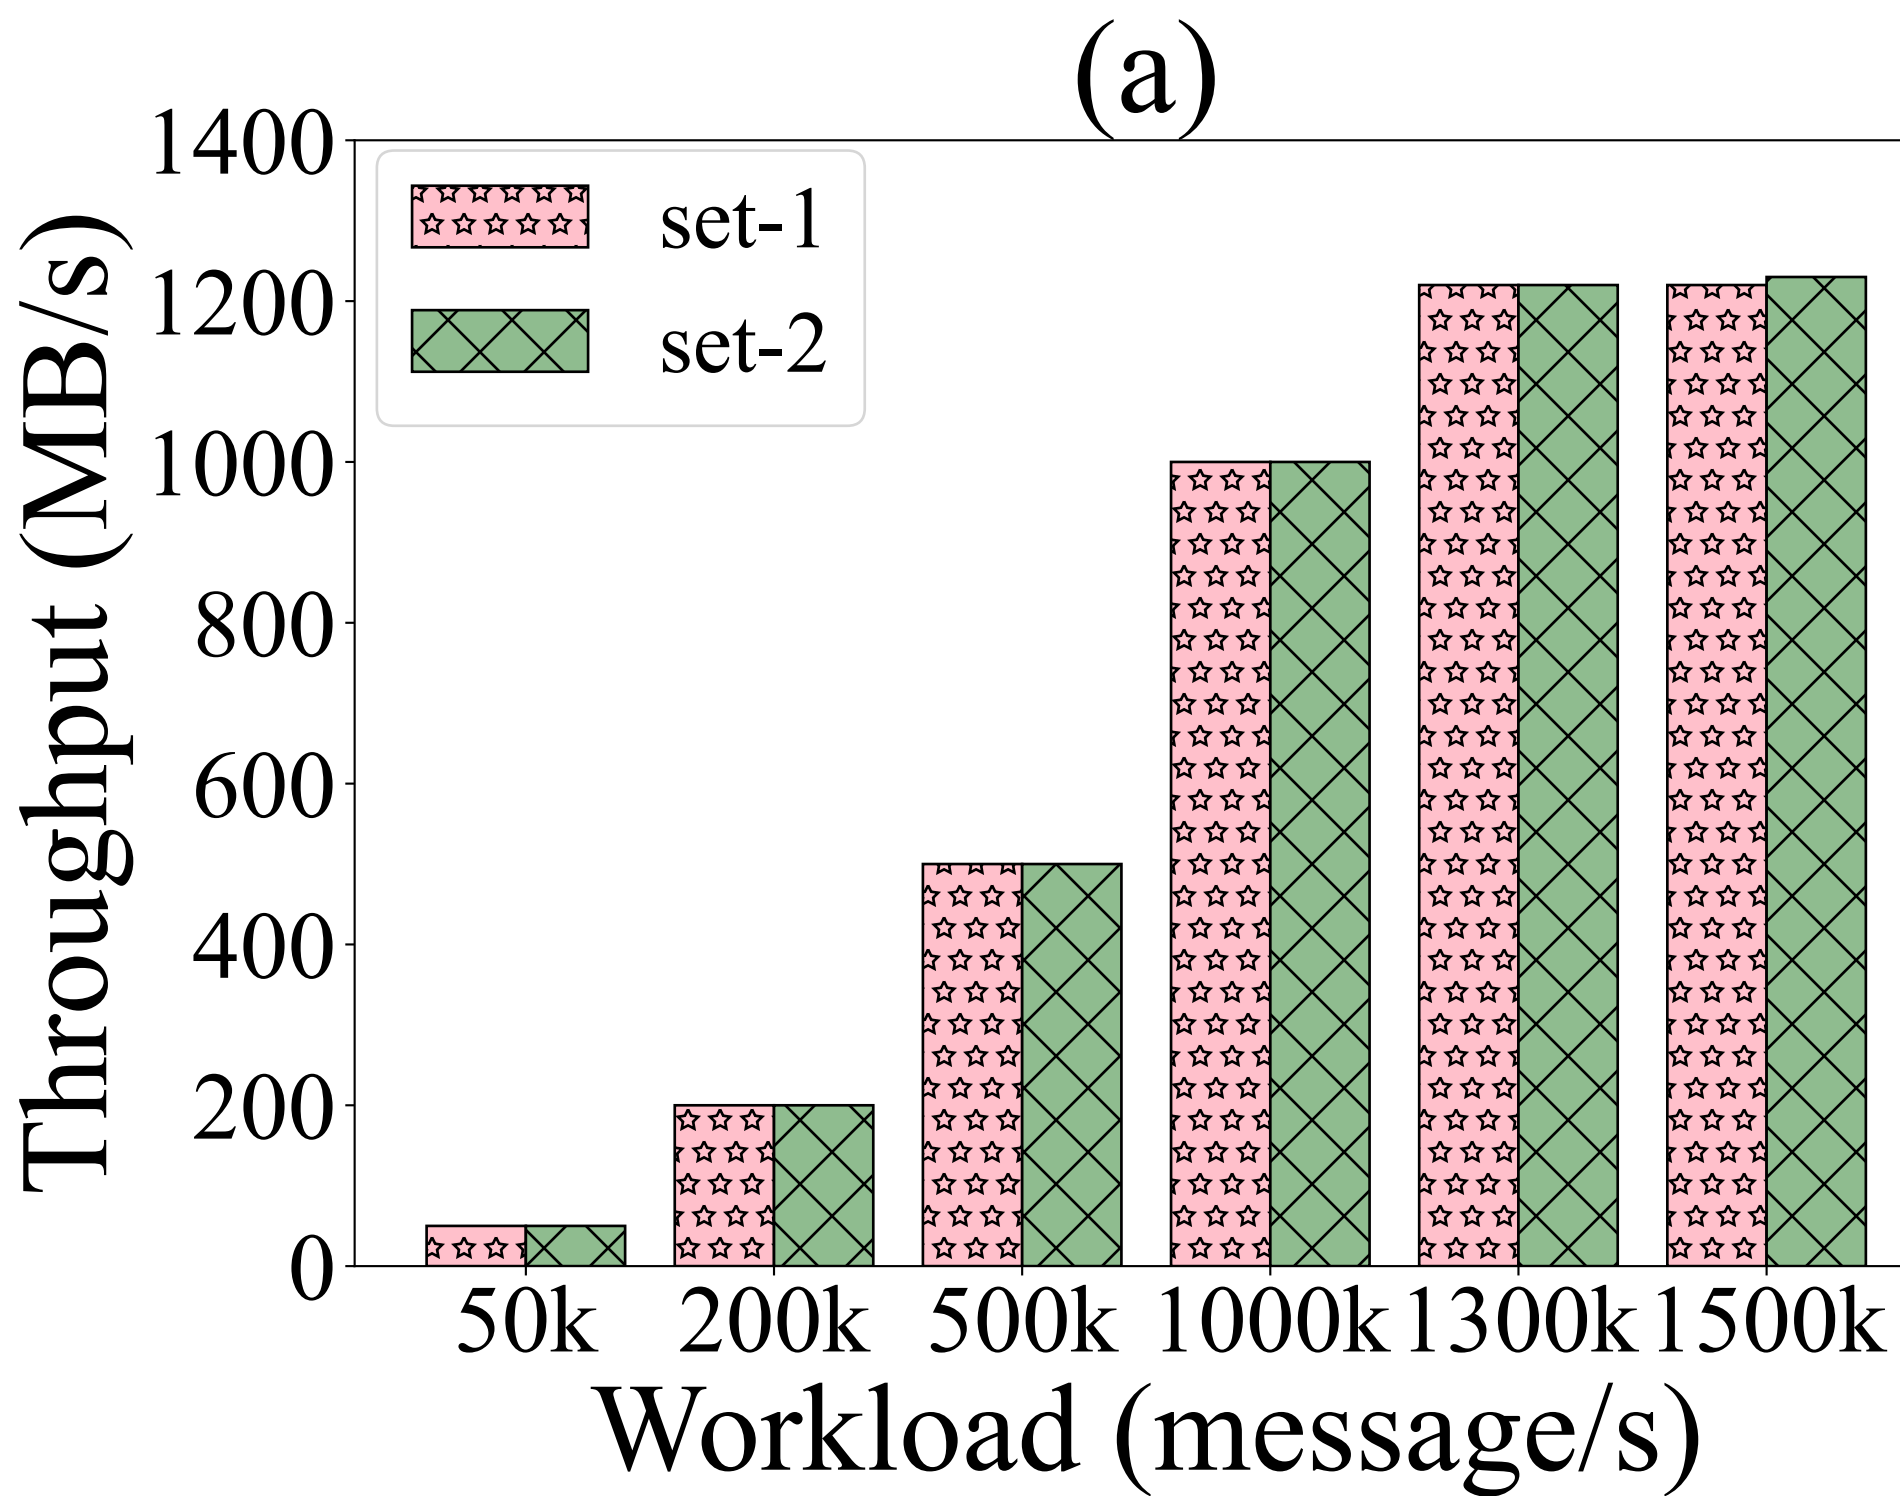 (a)
1400
1200
1000
800
600
400
200
0
Throughput (MB/s)
set-1
set-2
50k 200k 500k 1000k 1300k 1500k
Workload (message/s)